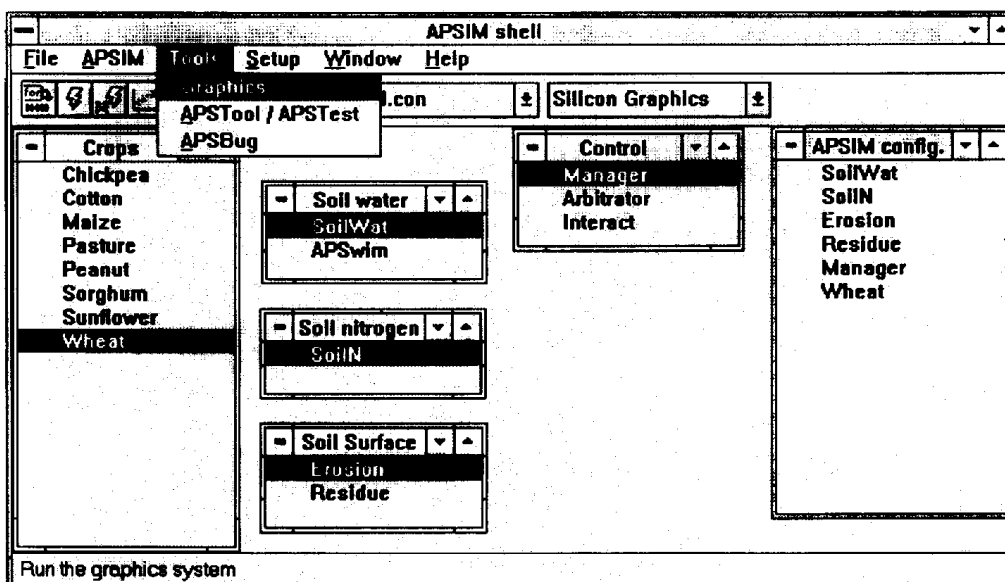 APSIM shell
File APSIM Tools Setup Window Help
Graphics
APSTool / APSTest
APSBug
l.con
Silicon Graphics
Crops
Chickpea
Cotton
Maize
Pasture
Peanut
Sorghum
Sunflower
Wheat
Soil water
SoilWat
APSwim
Soil nitrogen
SoilN
Soil Surface
Erosion
Residue
Control
Manager
Arbitrator
Interact
APSIM config.
SoilWat
SoilN
Erosion
Residue
Manager
Wheat
Run the graphics system